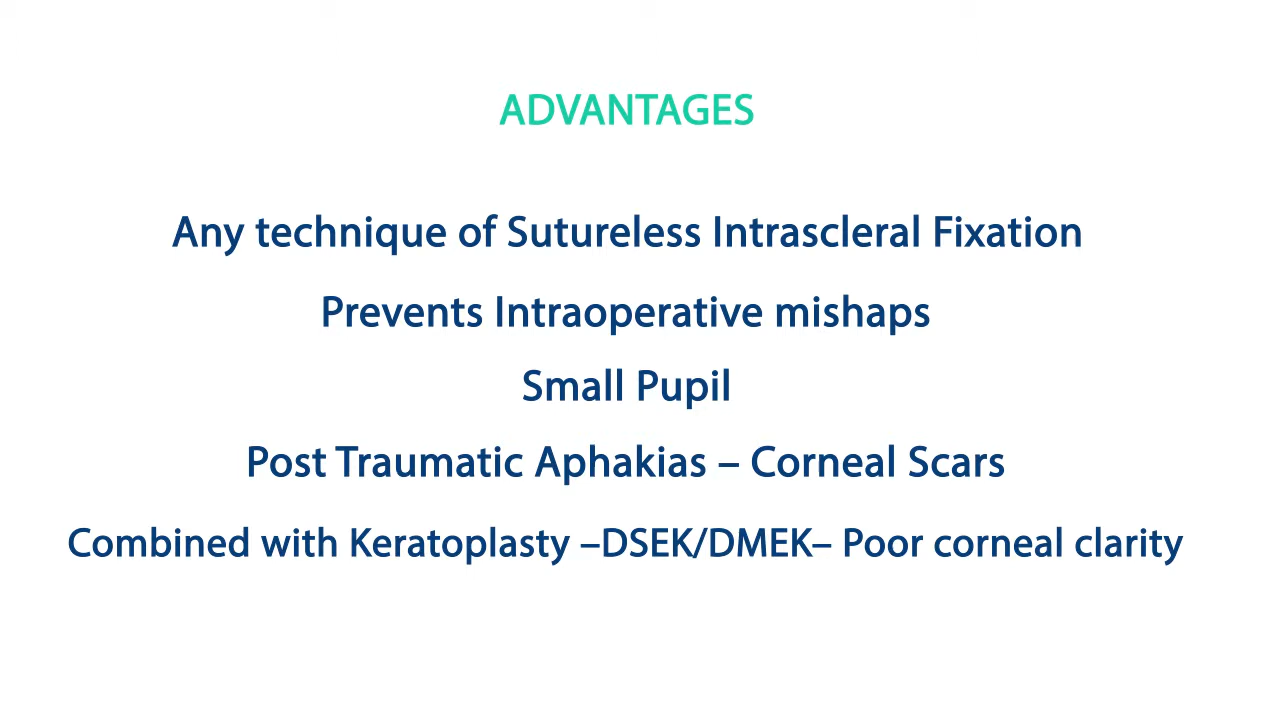 ADVANTAGES
Any technique of Sutureless Intrascleral Fixation
Prevents Intraoperative mishaps
Small Pupil
Post Traumatic Aphakias – Corneal Scars
Combined with Keratoplasty –DSEK/DMEK– Poor corneal clarity